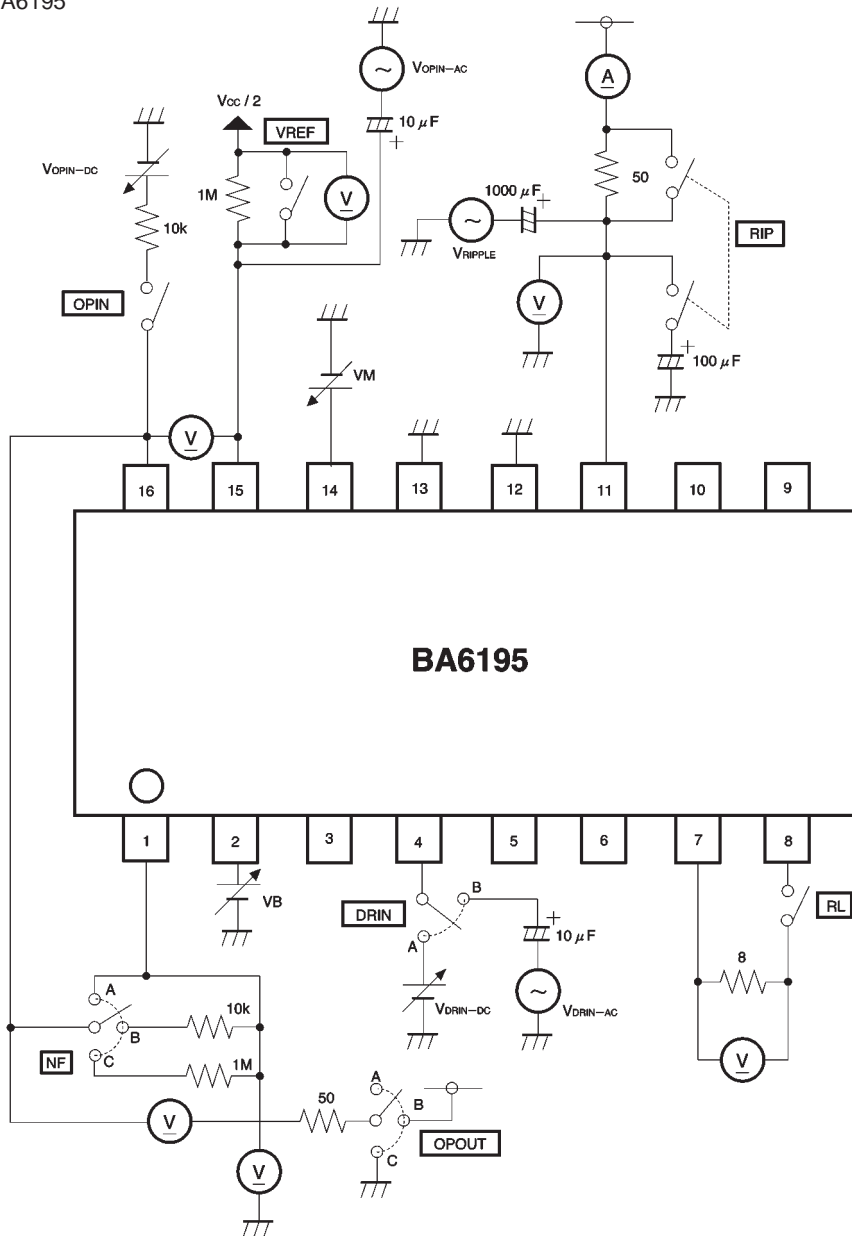 A6195
VOPIN-AC
A
VCC / 2
VREF
10 μF
+
VOPIN-DC
1M
V
50
10k
1000 μF
+
VRIPPLE
RIP
OPIN
V
+
100 μF
VM
V
16
15
14
13
12
11
10
9
BA6195
1
2
3
4
5
6
7
8
VB
DRIN
B
A
+
10 μF
RL
8
VDRIN-DC
VDRIN-AC
A
10k
B
NF
C
1M
V
A
50
B
V
OPOUT
C
V